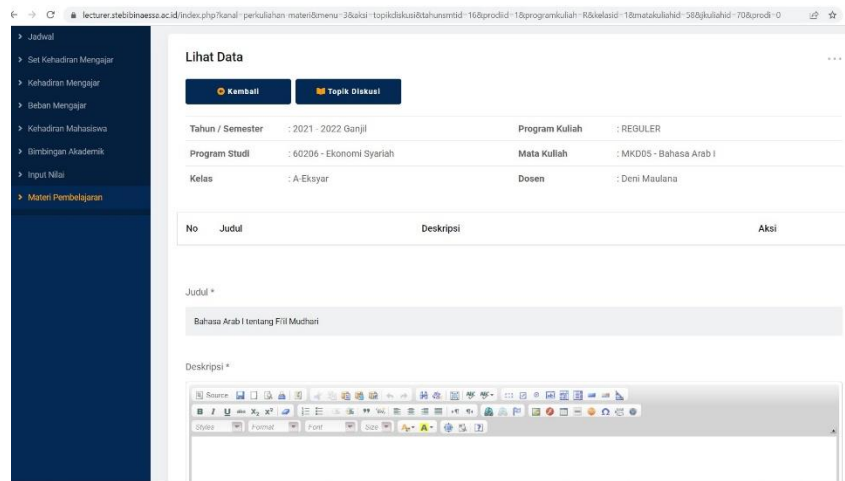 lecturer.stebibinaessa.ac.id/index.php?kanal=perkuliahan-materi&menu=3&aksi=topikdiskusi&tahunsmtid=16&prodiid=1&programkuliah=R&kelasid=1&matakuliahid=58&jkuliahid=70&prodi=0
Jadwal
Set Kehadiran Mengajar
Kehadiran Mengajar
Beban Mengajar
Kehadiran Mahasiswa
Bimbingan Akademik
Input Nilai
Materi Pembelajaran
Lihat Data
Kembali Topik Diskusi
Tahun / Semester : 2021 - 2022 Ganjil Program Kuliah : REGULER
Program Studi : 60206 - Ekonomi Syariah Mata Kuliah : MKD05 - Bahasa Arab I
Kelas : A-Eksyar Dosen : Deni Maulana
No Judul Deskripsi Aksi
Judul *
Bahasa Arab I tentang Fi'il Mudhari
Deskripsi *
Source
B I U abc X₂ X²
Styles Format Font Size